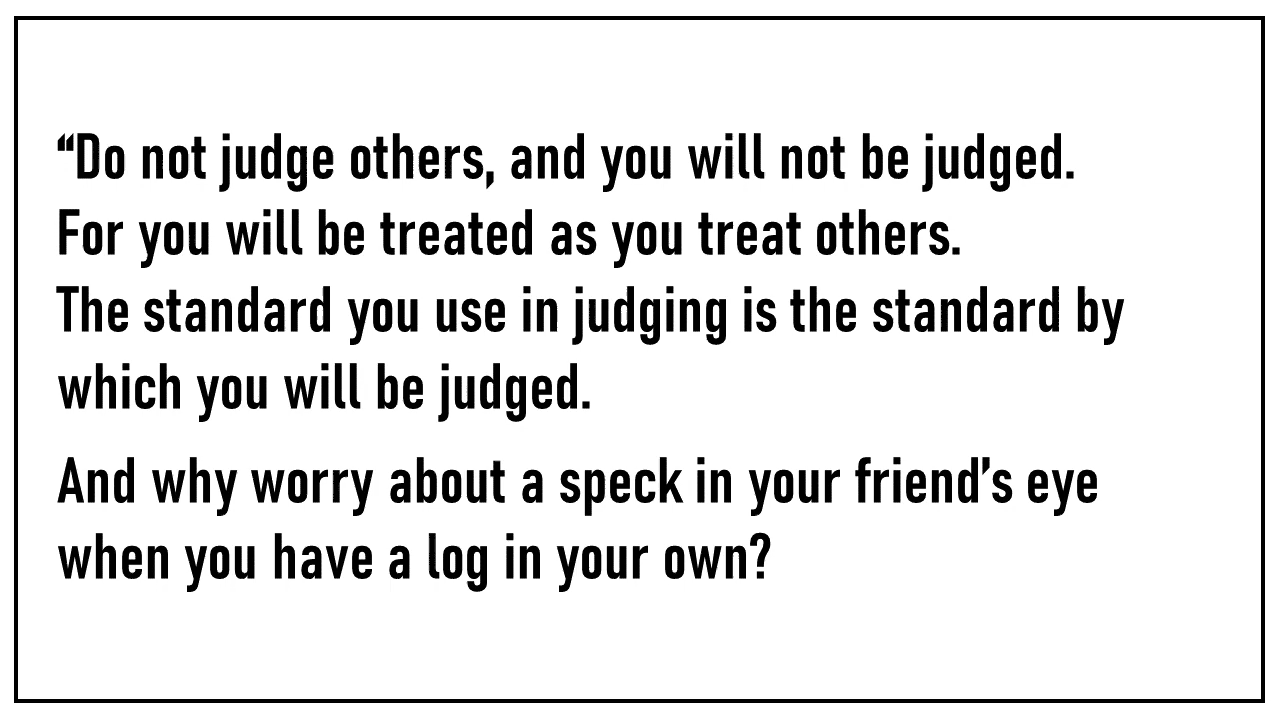 “Do not judge others, and you will not be judged.
For you will be treated as you treat others.
The standard you use in judging is the standard by
which you will be judged.
And why worry about a speck in your friend’s eye
when you have a log in your own?